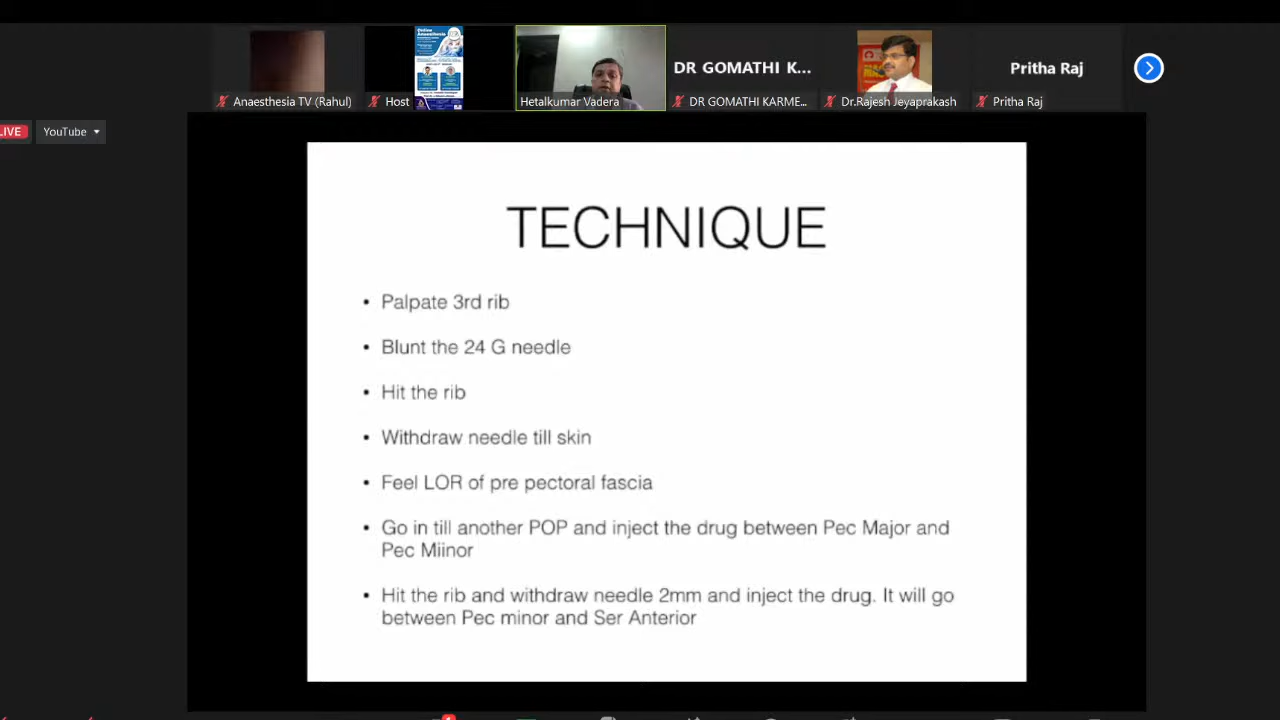 DR GOMATHI K...
Pritha Raj
Anaesthesia TV (Rahul)
Host
Hetalkumar Vadera
DR GOMATHI KARME...
Dr.Rajesh Jeyaprakash
Pritha Raj
LIVE
YouTube
TECHNIQUE
• Palpate 3rd rib
• Blunt the 24 G needle
• Hit the rib
• Withdraw needle till skin
• Feel LOR of pre pectoral fascia
• Go in till another POP and inject the drug between Pec Major and
Pec Miinor
• Hit the rib and withdraw needle 2mm and inject the drug. It will go
between Pec minor and Ser Anterior